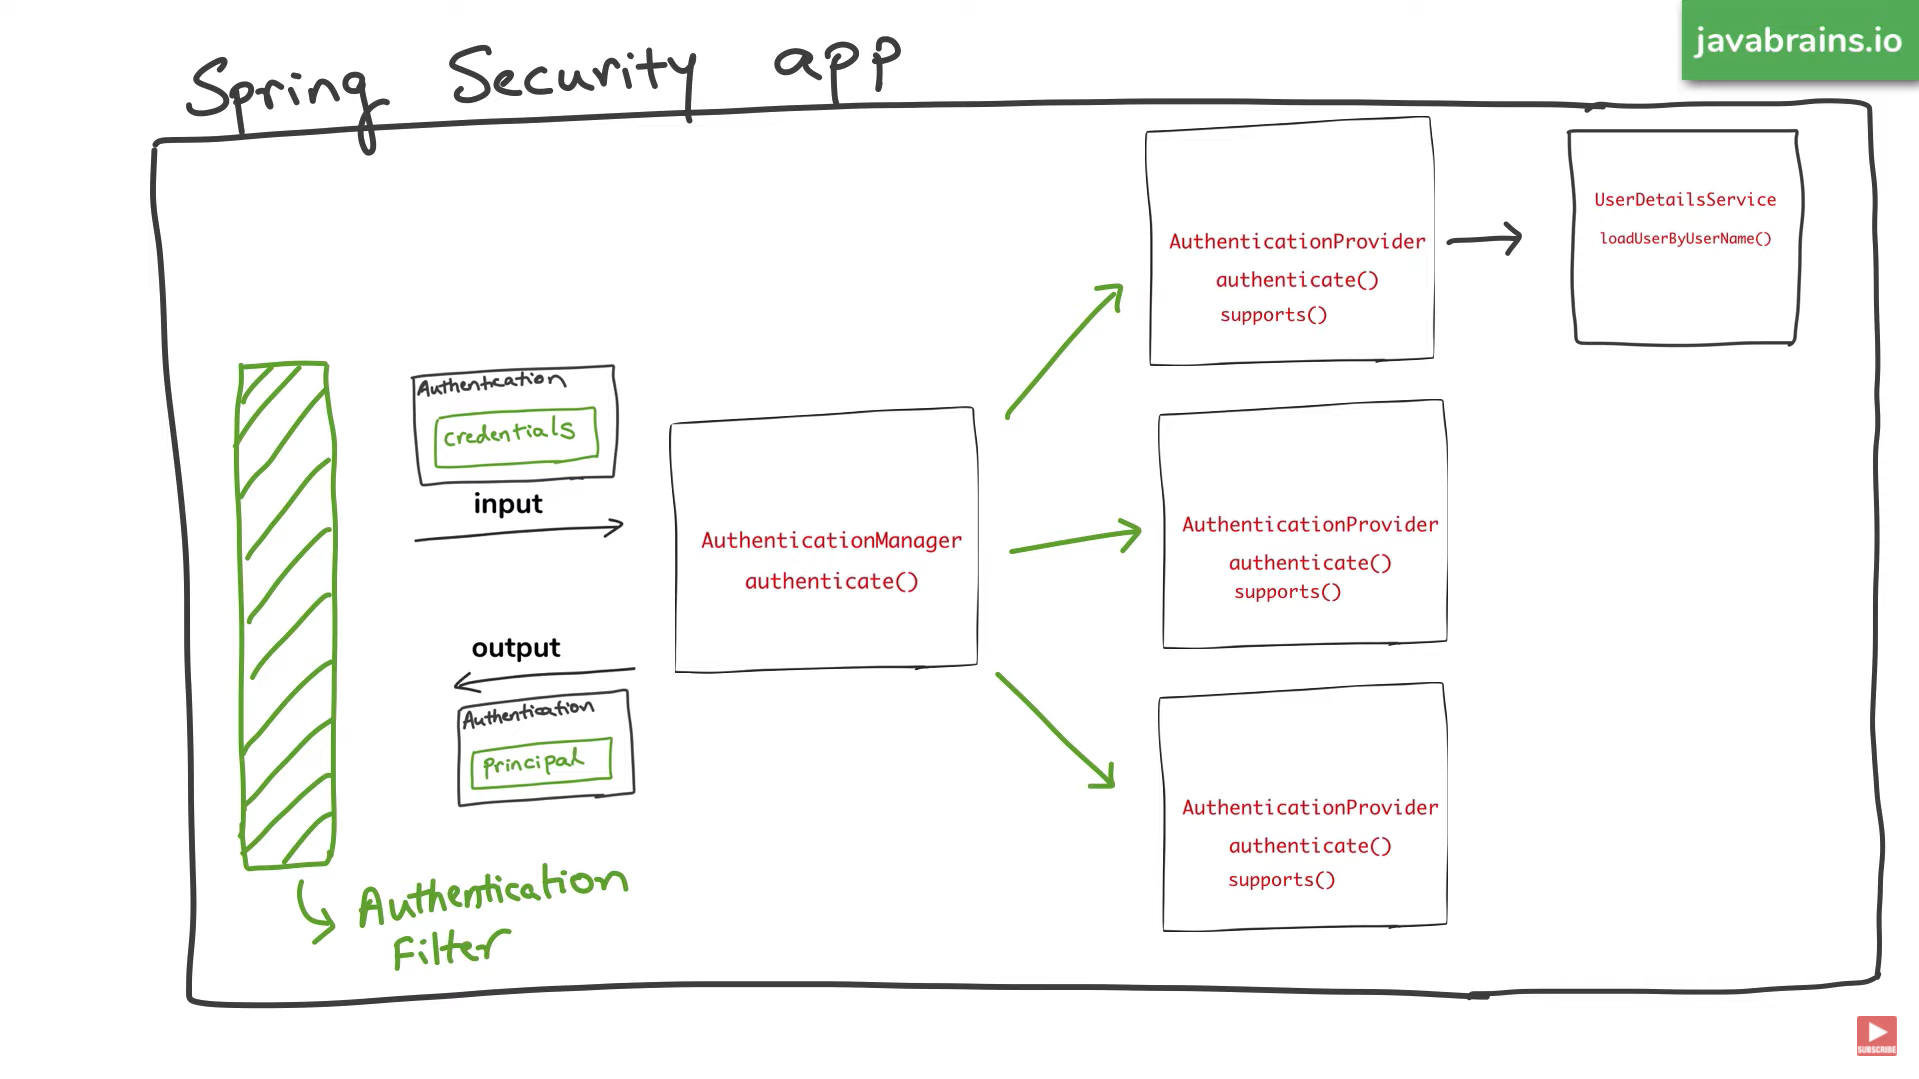 Spring Security app
javabrains.io
UserDetailsService
loadUserByUserName()
AuthenticationProvider
authenticate()
supports()
Authentication
credentials
input
AuthenticationManager
authenticate()
AuthenticationProvider
authenticate()
supports()
output
Authentication
Principal
AuthenticationProvider
authenticate()
supports()
Authentication
Filter
SUBSCRIBE